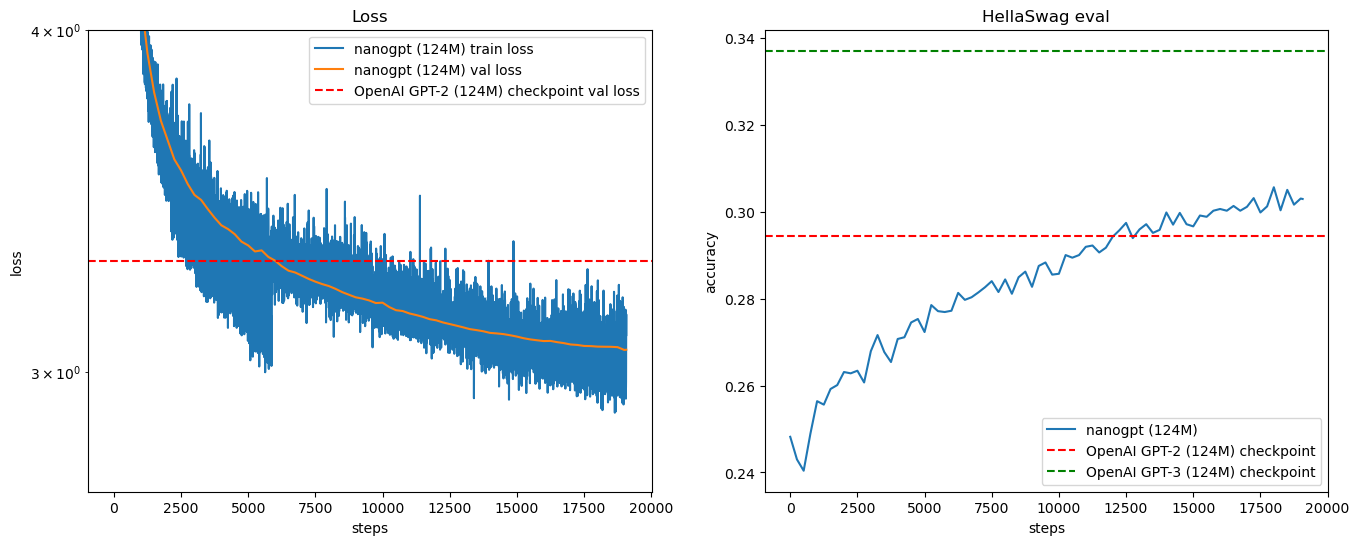 Loss
4 × 10⁰
3 × 10⁰
loss
nanogpt (124M) train loss
nanogpt (124M) val loss
OpenAI GPT-2 (124M) checkpoint val loss
0
2500
5000
7500
10000
12500
15000
17500
20000
steps
HellaSwag eval
0.34
0.32
0.30
0.28
0.26
0.24
accuracy
nanogpt (124M)
OpenAI GPT-2 (124M) checkpoint
OpenAI GPT-3 (124M) checkpoint
0
2500
5000
7500
10000
12500
15000
17500
20000
steps